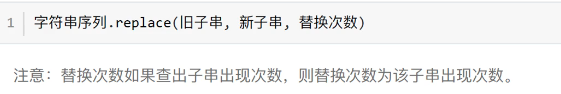 1 字符串序列.replace(旧子串, 新子串, 替换次数)
注意：替换次数如果查出子串出现次数，则替换次数为该子串出现次数。